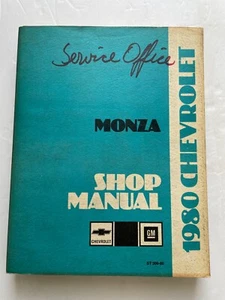 Service Office
MONZA
SHOP
MANUAL
CHEVROLET
GM
1980 CHEVROLET